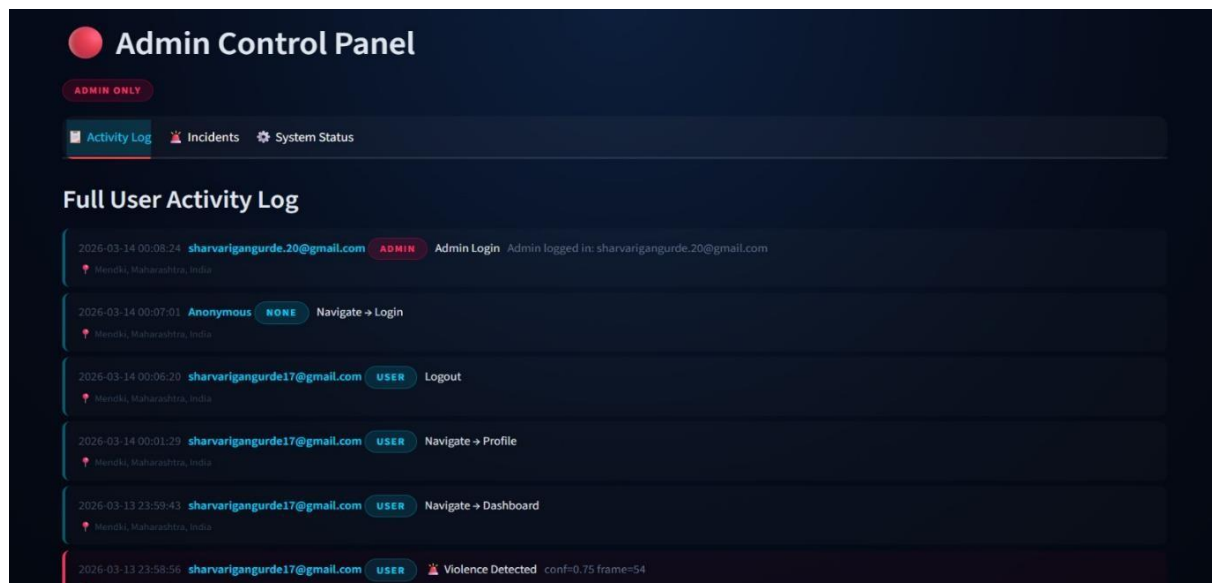 Admin Control Panel
ADMIN ONLY
Activity Log Incidents System Status
Full User Activity Log
2026-03-14 00:08:24 sharvarigangurde.20@gmail.com ADMIN Admin Login Admin logged in: sharvarigangurde.20@gmail.com
Mendki, Maharashtra, India
2026-03-14 00:07:01 Anonymous NONE Navigate → Login
Mendki, Maharashtra, India
2026-03-14 00:06:20 sharvarigangurde17@gmail.com USER Logout
Mendki, Maharashtra, India
2026-03-14 00:01:29 sharvarigangurde17@gmail.com USER Navigate → Profile
Mendki, Maharashtra, India
2026-03-13 23:59:43 sharvarigangurde17@gmail.com USER Navigate → Dashboard
Mendki, Maharashtra, India
2026-03-13 23:58:56 sharvarigangurde17@gmail.com USER Violence Detected conf=0.75 frame=54